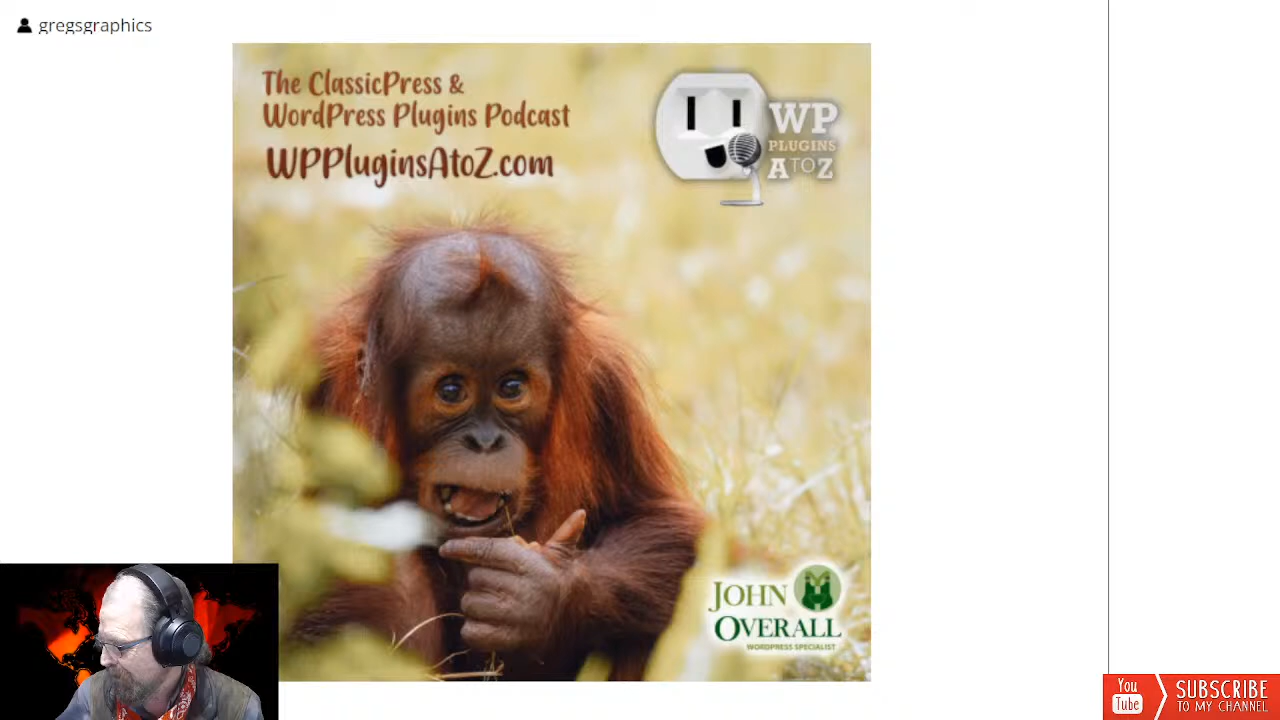 gregsgraphics
The ClassicPress &
WordPress Plugins Podcast
WPPluginsAtoZ.com
WP
PLUGINS
A TO Z
JOHN
OVERALL
WORDPRESS SPECIALIST
You
Tube
SUBSCRIBE
TO MY CHANNEL